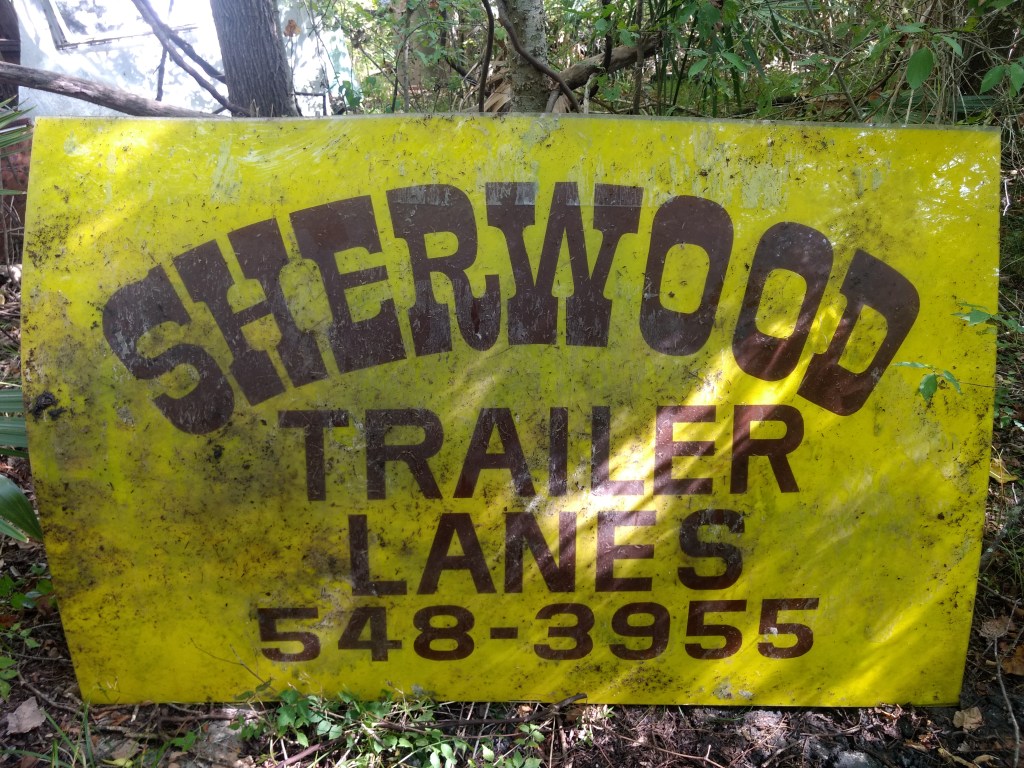 SHERWOOD
TRAILER
LANES
548-3955